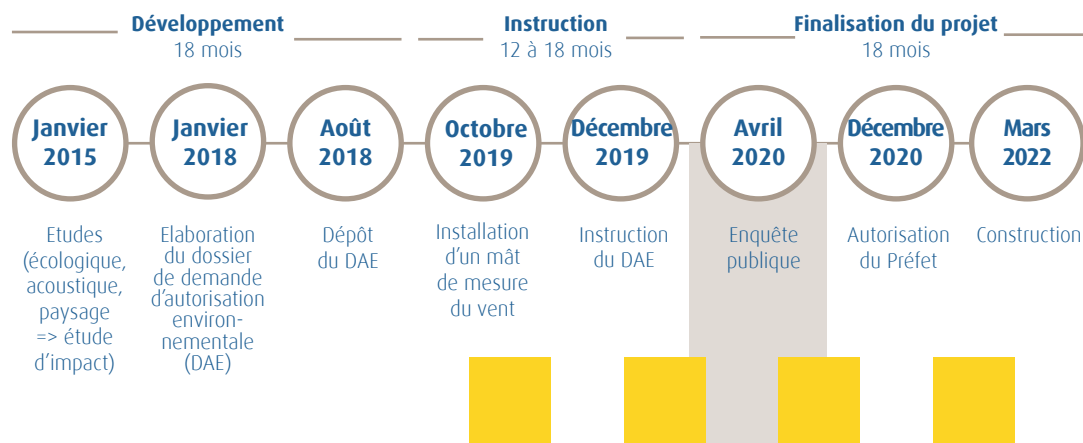 Développement
18 mois
Instruction
12 à 18 mois
Finalisation du projet
18 mois
Janvier
2015
Janvier
2018
Août
2018
Octobre
2019
Décembre
2019
Avril
2020
Décembre
2020
Mars
2022
Etudes
(écologique,
acoustique,
paysage
=> étude
d’impact)
Elaboration
du dossier
de demande
d’autorisation
environ-
nementale
(DAE)
Dépôt
du DAE
Installation
d’un mât
de mesure
du vent
Instruction
du DAE
Enquête
publique
Autorisation
du Préfet
Construction